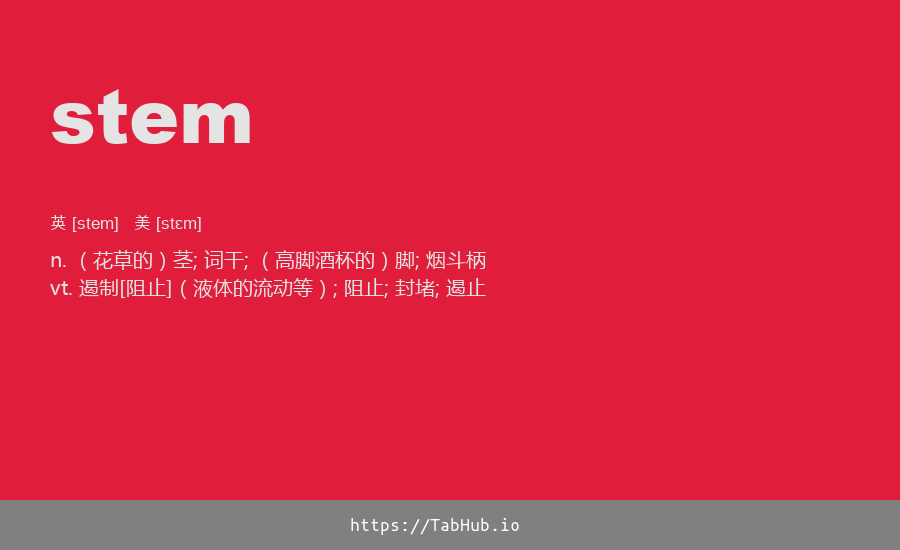 stem
英 [stem] 美 [stɛm]
n. （花草的）茎; 词干; （高脚酒杯的）脚; 烟斗柄
vt. 遏制[阻止]（液体的流动等）; 阻止; 封堵; 遏止
https://TabHub.io